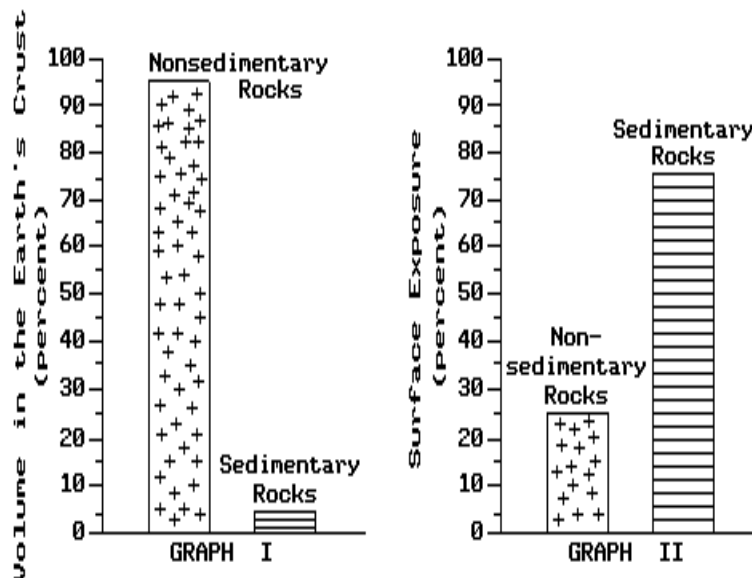 Volume in the Earth's Crust
(percent)
100
90
80
70
60
50
40
30
20
10
0
Nonsedimentary
Rocks
Sedimentary
Rocks
GRAPH I
Surface Exposure
(percent)
100
90
80
70
60
50
40
30
20
10
0
Non-
sedimentary
Rocks
Sedimentary
Rocks
GRAPH II